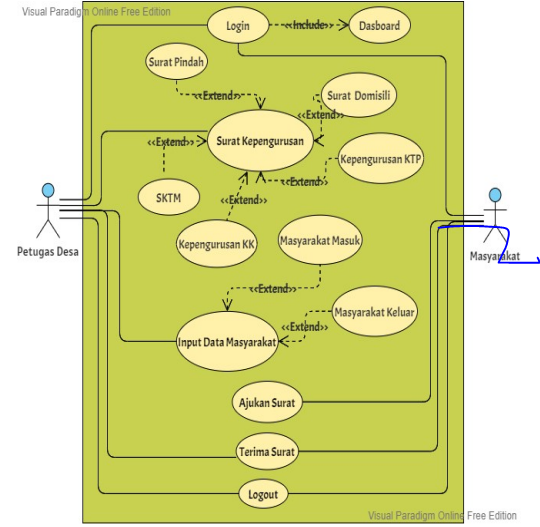 Visual Paradigm Online Free Edition
Login
<<Include>>
Dasboard
Surat Pindah
<<Extend>>
Surat Domisili
<<Extend>>
<<Extend>>
Surat Kepengurusan
Kepengurusan KTP
<<Extend>>
SKTM
<<Extend>>
Kepengurusan KK
Masyarakat Masuk
Petugas Desa
Masyarakat
<<Extend>>
Masyarakat Keluar
<<Extend>>
Input Data Masyarakat
Ajukan Surat
Terima Surat
Logout
Visual Paradigm Online Free Edition